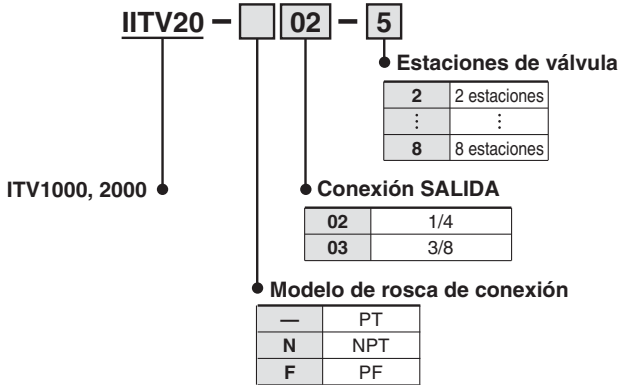 IITV20 – 02 – 5
Estaciones de válvula
2 2 estaciones
⋮ ⋮
8 8 estaciones
ITV1000, 2000
Conexión SALIDA
02 1/4
03 3/8
Modelo de rosca de conexión
— PT
N NPT
F PF